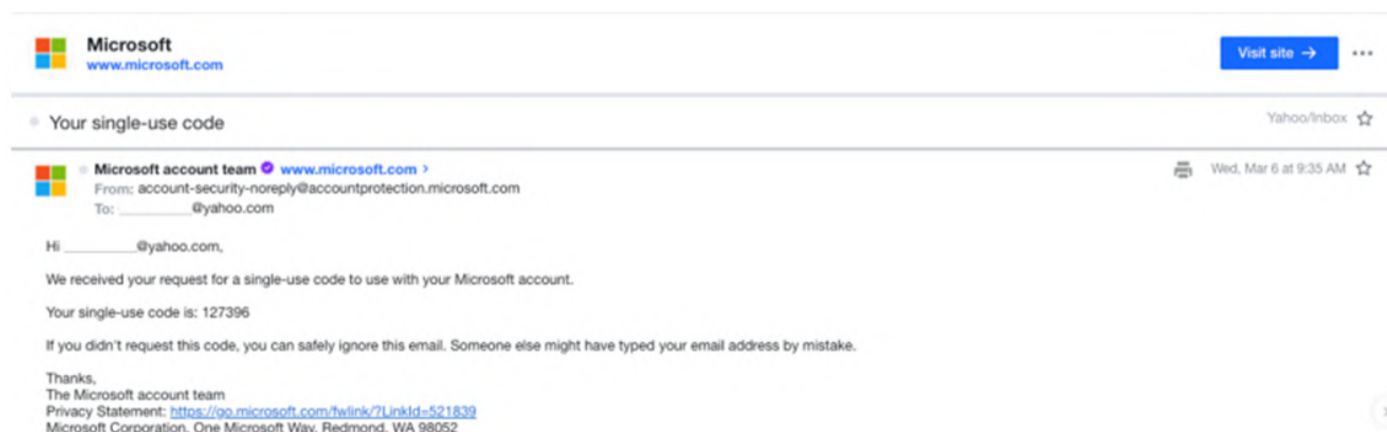 Microsoft
www.microsoft.com
Visit site →
Your single-use code
Yahoo/Inbox
Microsoft account team www.microsoft.com >
Wed, Mar 6 at 9:35 AM
From: account-security-noreply@accountprotection.microsoft.com
To: _________@yahoo.com
Hi _________@yahoo.com,
We received your request for a single-use code to use with your Microsoft account.
Your single-use code is: 127396
If you didn't request this code, you can safely ignore this email. Someone else might have typed your email address by mistake.
Thanks,
The Microsoft account team
Privacy Statement: https://go.microsoft.com/fwlink/?LinkId=521839
Microsoft Corporation, One Microsoft Way, Redmond, WA 98052